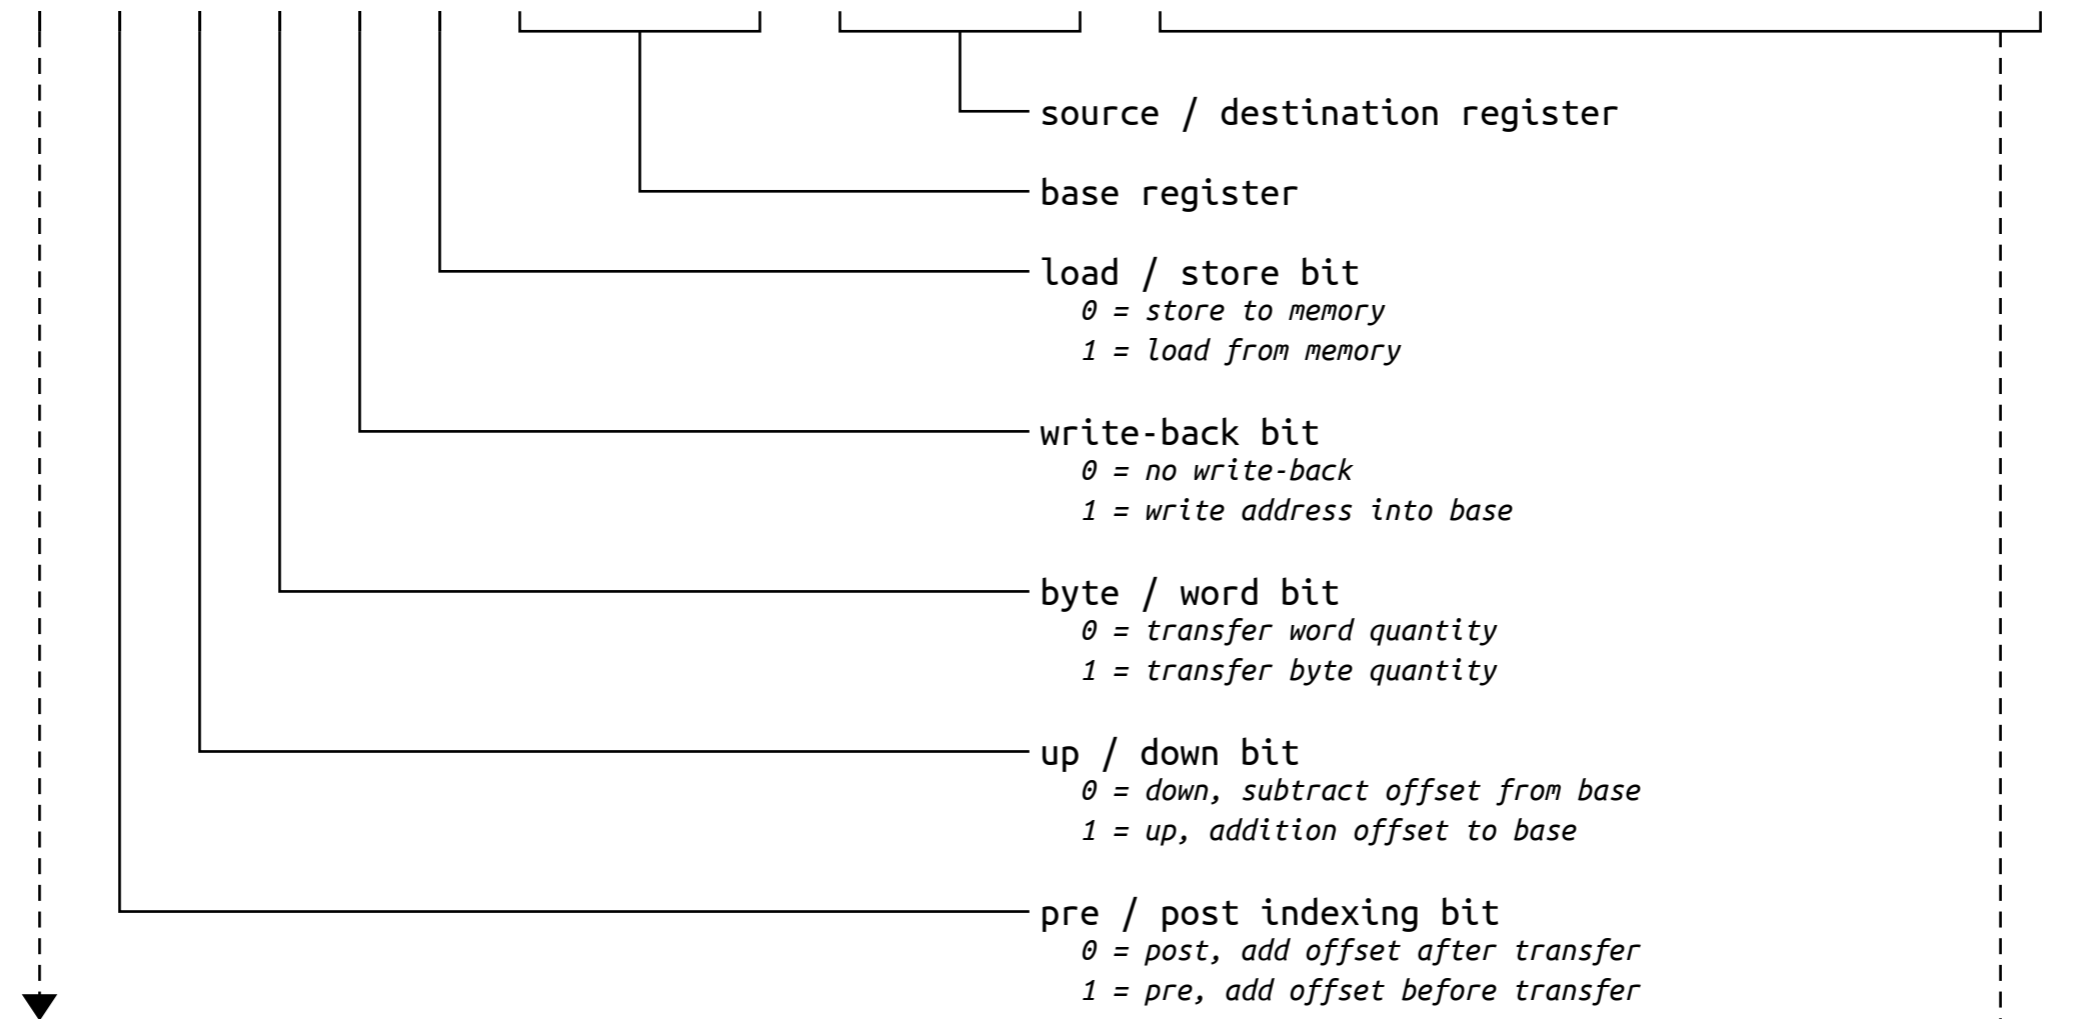 source / destination register
base register
load / store bit
0 = store to memory
1 = load from memory
write-back bit
0 = no write-back
1 = write address into base
byte / word bit
0 = transfer word quantity
1 = transfer byte quantity
up / down bit
0 = down, subtract offset from base
1 = up, addition offset to base
pre / post indexing bit
0 = post, add offset after transfer
1 = pre, add offset before transfer